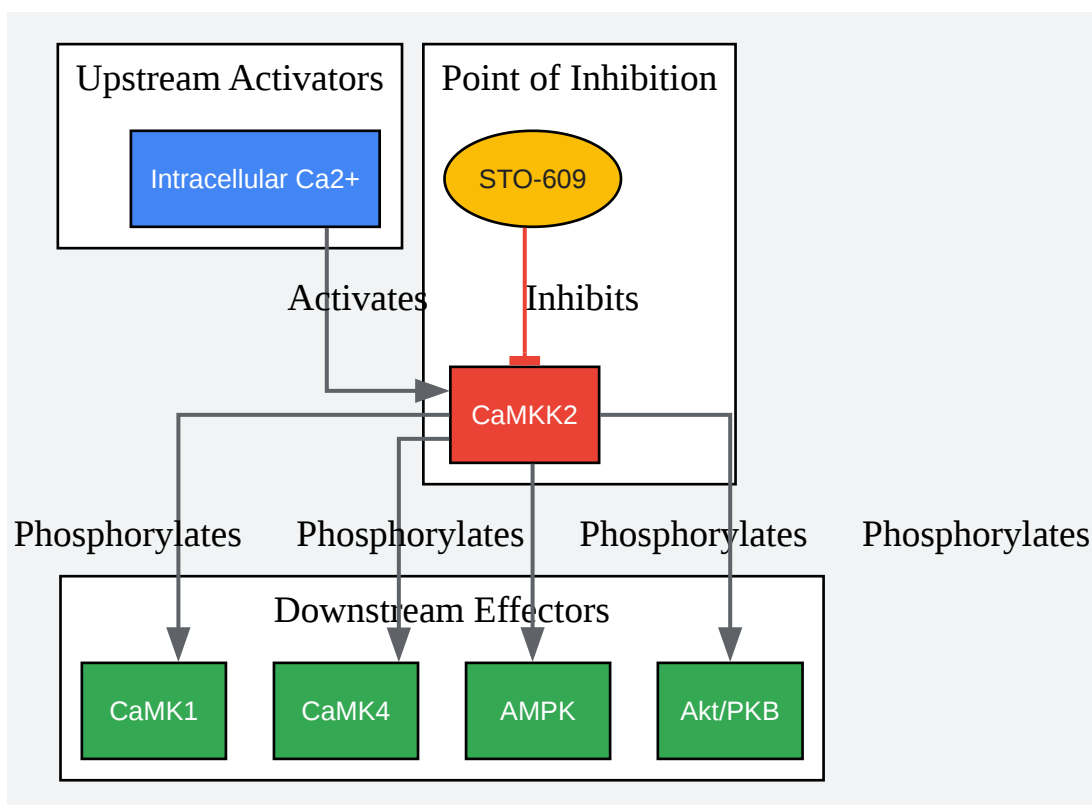 Upstream Activators
Point of Inhibition
Intracellular Ca2+
STO-609
Activates
Inhibits
CaMKK2
Phosphorylates
Phosphorylates
Phosphorylates
Phosphorylates
Downstream Effectors
CaMK1
CaMK4
AMPK
Akt/PKB